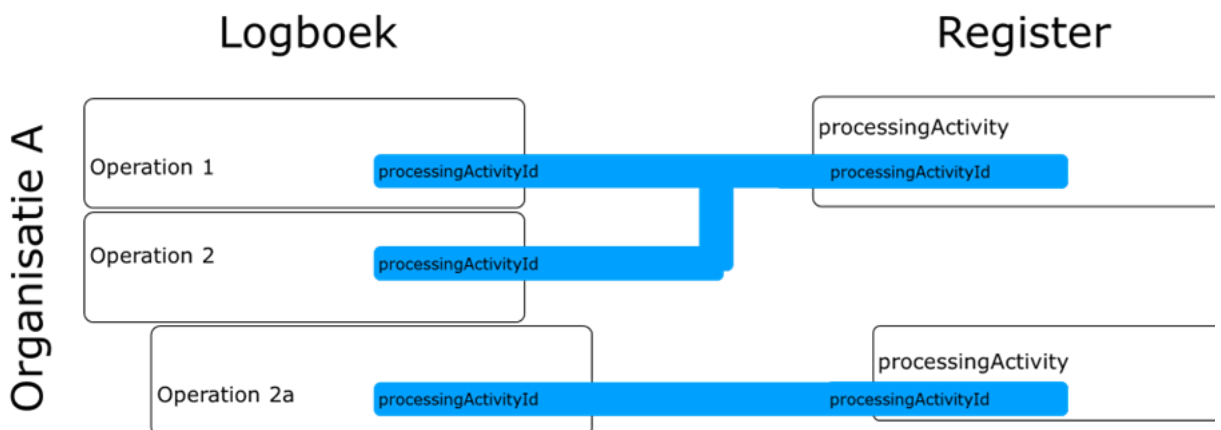 Logboek
Register
Organisatie A
processingActivity
Operation 1
processingActivityId
processingActivityId
Operation 2
processingActivityId
processingActivity
Operation 2a
processingActivityId
processingActivityId